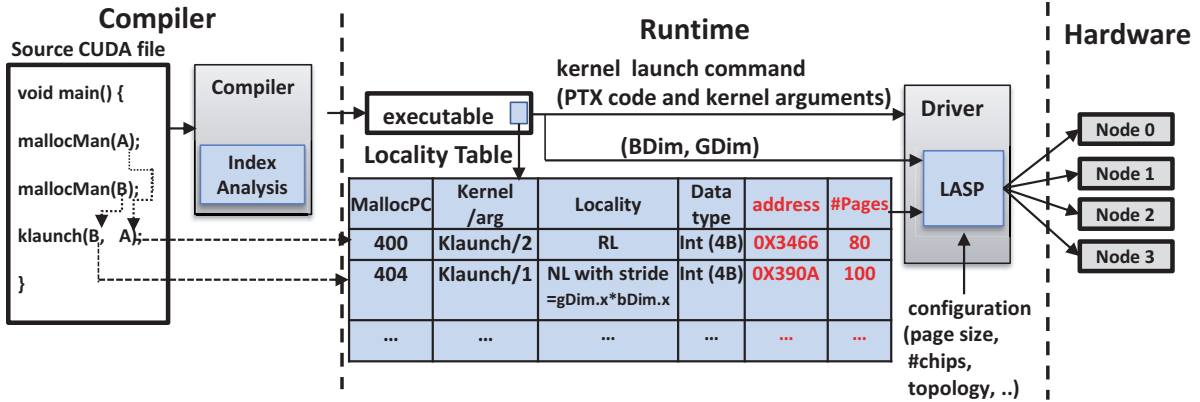 Compiler
Runtime
Hardware
Source CUDA file
void main() {
mallocMan(A);
mallocMan(B);
klaunch(B, A);
}
Compiler
Index
Analysis
executable
kernel launch command
(PTX code and kernel arguments)
(BDim, GDim)
Locality Table
MallocPC Kernel /arg Locality Data type address #Pages
400 Klaunch/2 RL Int (4B) 0X3466 80
404 Klaunch/1 NL with stride Int (4B) 0X390A 100
=gDim.x*bDim.x
... ... ... ... ... ...
Driver
LASP
configuration
(page size,
#chips,
topology, ..)
Node 0
Node 1
Node 2
Node 3